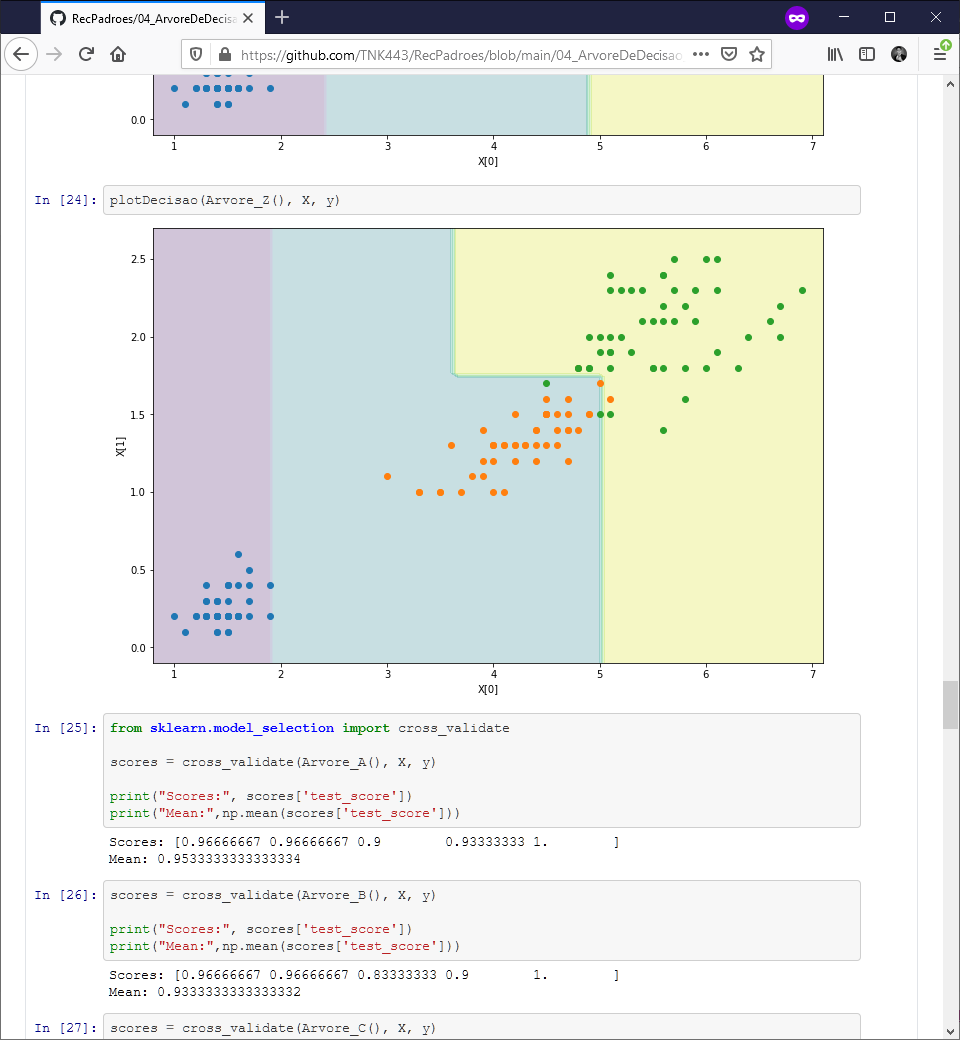 RecPadroes/04_ArvoreDeDecisa
https://github.com/TNK443/RecPadroes/blob/main/04_ArvoreDeDecisao
0.0
1 2 3 4 5 6 7
X[0]
In [24]: plotDecisao(Arvore_Z(), X, y)
2.5
2.0
1.5
X[1]
1.0
0.5
0.0
1 2 3 4 5 6 7
X[0]
In [25]: from sklearn.model_selection import cross_validate
scores = cross_validate(Arvore_A(), X, y)
print("Scores:", scores['test_score'])
print("Mean:",np.mean(scores['test_score']))
Scores: [0.96666667 0.96666667 0.9        0.93333333 1.        ]
Mean: 0.9533333333333334
In [26]: scores = cross_validate(Arvore_B(), X, y)
print("Scores:", scores['test_score'])
print("Mean:",np.mean(scores['test_score']))
Scores: [0.96666667 0.96666667 0.83333333 0.9        1.        ]
Mean: 0.9333333333333332
In [27]: scores = cross_validate(Arvore_C(), X, y)